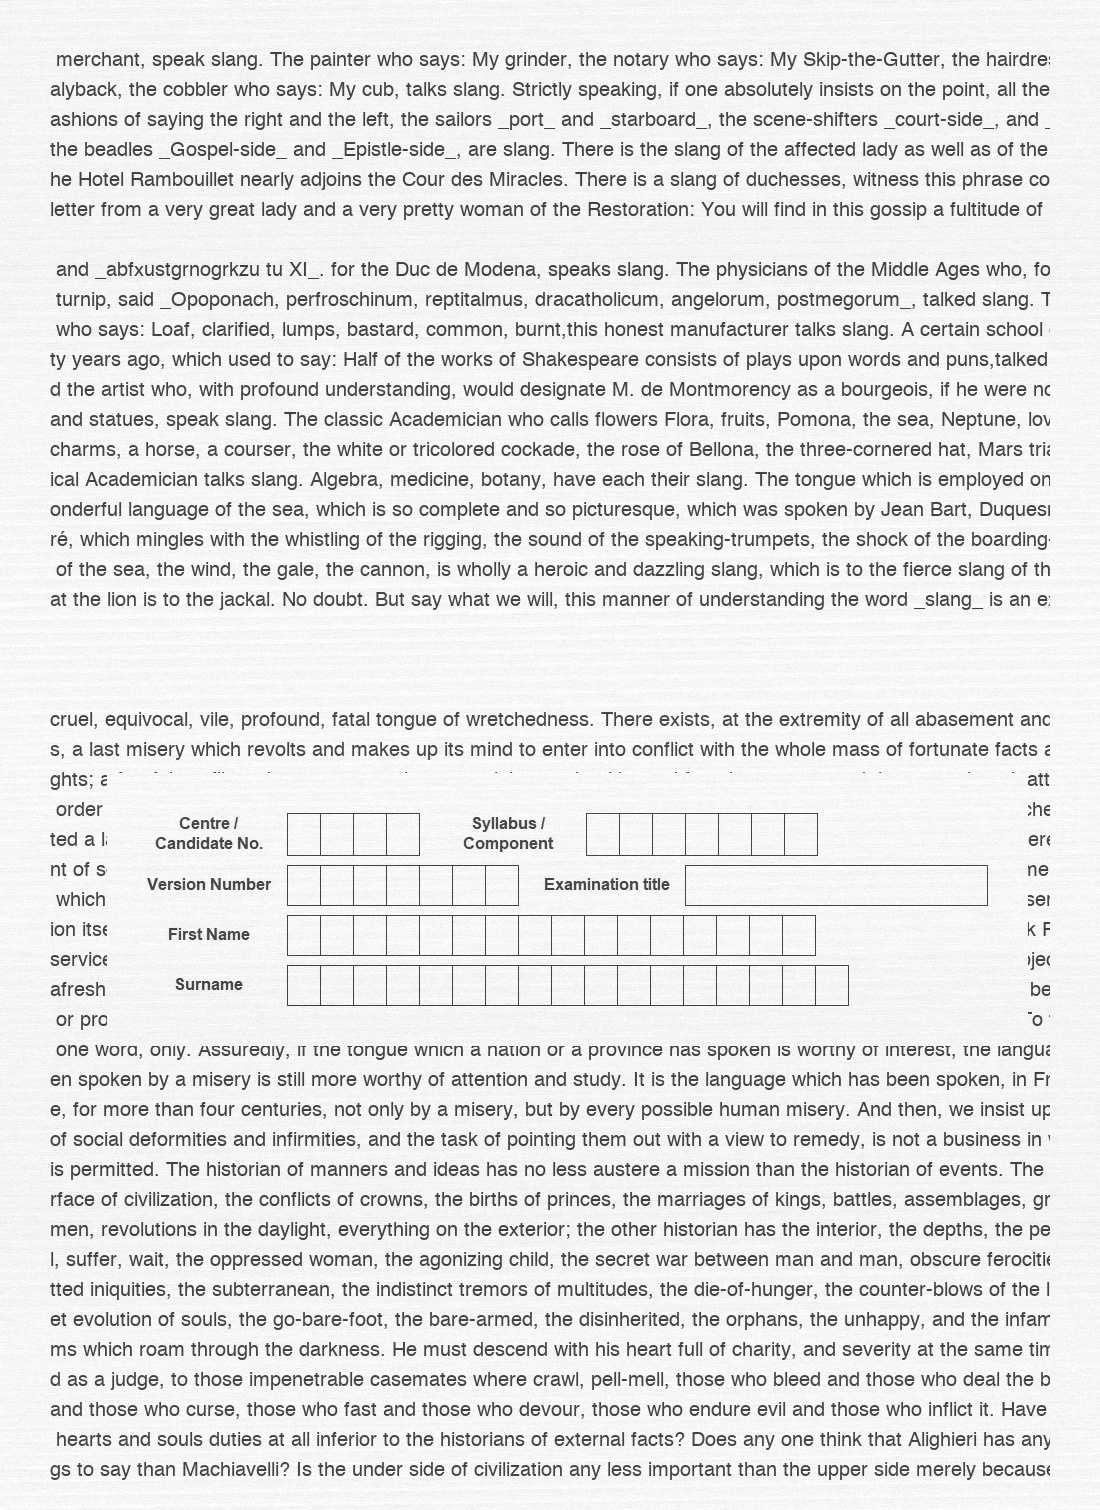 merchant, speak slang. The painter who says: My grinder, the notary who says: My Skip-the-Gutter, the
alyback, the cobbler who says: My cub, talks slang. Strictly speaking, if one absolutely insists on the point, all the
ashions of saying the right and the left, the sailors _port_ and _starboard_, the scene-shifters _court-side_, and _
the beadles _Gospel-side_ and _Epistle-side_, are slang. There is the slang of the affected lady as well as of the
he Hotel Rambouillet nearly adjoins the Cour des Miracles. There is a slang of duchesses, witness this phrase co
letter from a very great lady and a very pretty woman of the Restoration: You will find in this gossip a fultitude of
and _abfxustgrnogrkzu tu XI_. for the Duc de Modena, speaks slang. The physicians of the Middle Ages who, fo
turnip, said _Opoponach, perfroschinum, reptitalmus, dracatholicum, angelorum, postmegorum_, talked slang. T
who says: Loaf, clarified, lumps, bastard, common, burnt,this honest manufacturer talks slang. A certain school
ty years ago, which used to say: Half of the works of Shakespeare consists of plays upon words and puns,talked
d the artist who, with profound understanding, would designate M. de Montmorency as a bourgeois, if he were
and statues, speak slang. The classic Academician who calls flowers Flora, fruits, Pomona, the sea, Neptune,
charms, a horse, a courser, the white or tricolored cockade, the rose of Bellona, the three-cornered hat, Mars
ical Academician talks slang. Algebra, medicine, botany, have each their slang. The tongue which is employed on
onderful language of the sea, which is so complete and so picturesque, which was spoken by Jean Bart,
ré, which mingles with the whistling of the rigging, the sound of the speaking-trumpets, the shock of the boarding-
of the sea, the wind, the gale, the cannon, is wholly a heroic and dazzling slang, which is to the fierce slang of th
at the lion is to the jackal. No doubt. But say what we will, this manner of understanding the word _slang_ is an
cruel, equivocal, vile, profound, fatal tongue of wretchedness. There exists, at the extremity of all abasement and
s, a last misery which revolts and makes up its mind to enter into conflict with the whole mass of fortunate facts
ghts;
order
Centre /
Candidate No.
Syllabus /
Component
ted a
nt of
Version Number
Examination title
which
ion
First Name
service
afresh
Surname
or
one word, only. Assuredly, if the tongue which a nation or a province has spoken is worthy of interest, the
en spoken by a misery is still more worthy of attention and study. It is the language which has been spoken, in
e, for more than four centuries, not only by a misery, but by every possible human misery. And then, we insist up
of social deformities and infirmities, and the task of pointing them out with a view to remedy, is not a business in
is permitted. The historian of manners and ideas has no less austere a mission than the historian of events. The
rface of civilization, the conflicts of crowns, the births of princes, the marriages of kings, battles, assemblages,
men, revolutions in the daylight, everything on the exterior; the other historian has the interior, the depths, the pe
l, suffer, wait, the oppressed woman, the agonizing child, the secret war between man and man, obscure
tted iniquities, the subterranean, the indistinct tremors of multitudes, the die-of-hunger, the counter-blows of the
et evolution of souls, the go-bare-foot, the bare-armed, the disinherited, the orphans, the unhappy, and the infam
ms which roam through the darkness. He must descend with his heart full of charity, and severity at the same
d as a judge, to those impenetrable casemates where crawl, pell-mell, those who bleed and those who deal the b
and those who curse, those who fast and those who devour, those who endure evil and those who inflict it. Have
hearts and souls duties at all inferior to the historians of external facts? Does any one think that Alighieri has any
gs to say than Machiavelli? Is the under side of civilization any less important than the upper side merely because